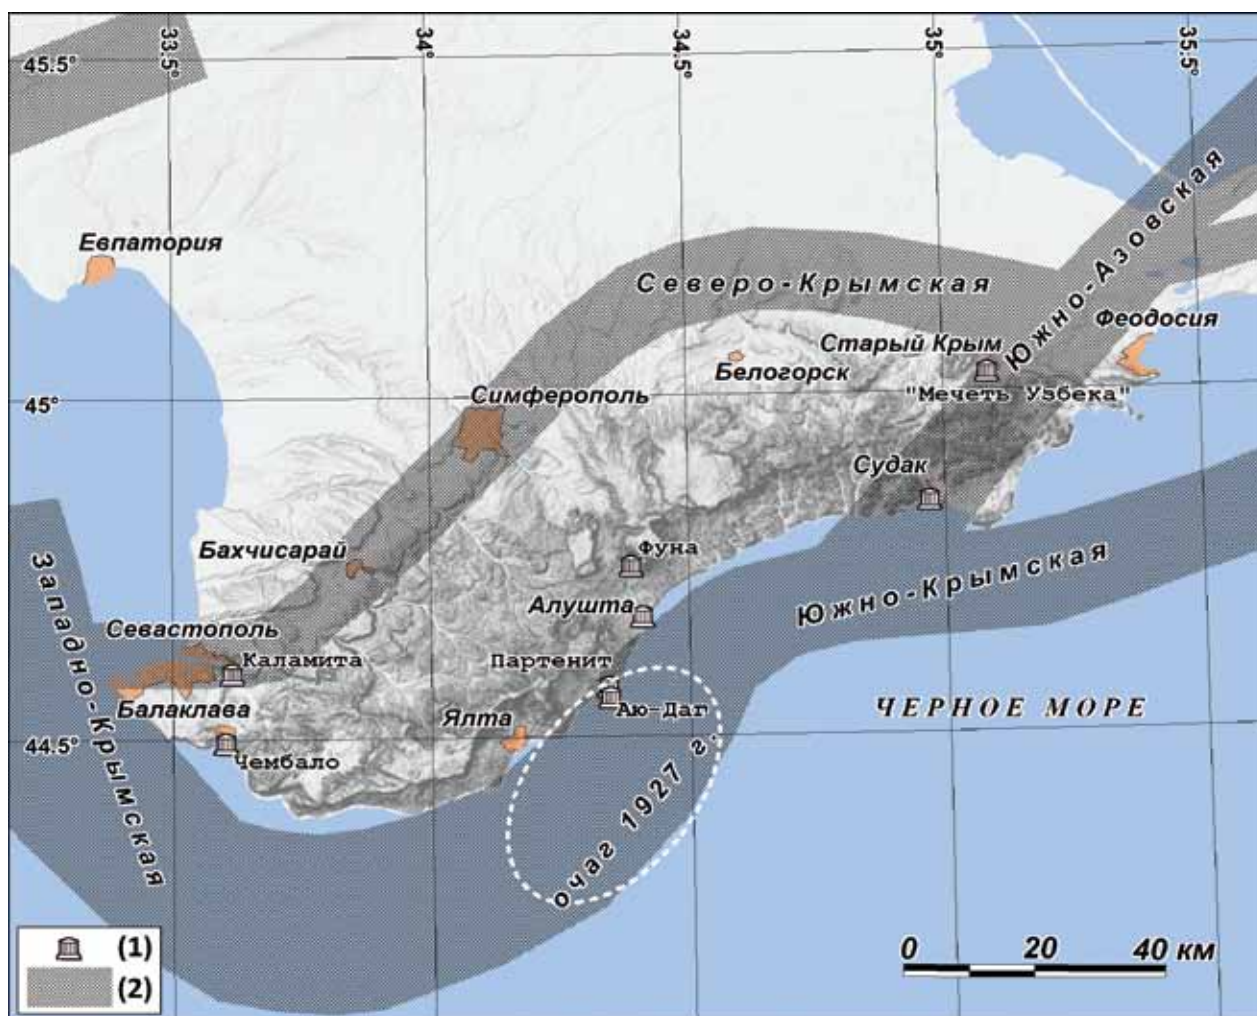 33.5°
34°
34.5°
35°
35.5°
45.5°
Евпатория
Северо-Крымская
Южно-Азовская
Феодосия
Старый Крым
Белогорск
"Мечеть Узбека"
Симферополь
45°
Судак
Бахчисарай
Фуна
Южно-Крымская
Алушта
Западно-Крымская
Севастополь
Каламита
Партенит
Аю-Даг
Балаклава
Ялта
ЧЕРНОЕ МОРЕ
44.5°
Чембало
очаг 1927 г.
(1)
(2)
0 20 40 км